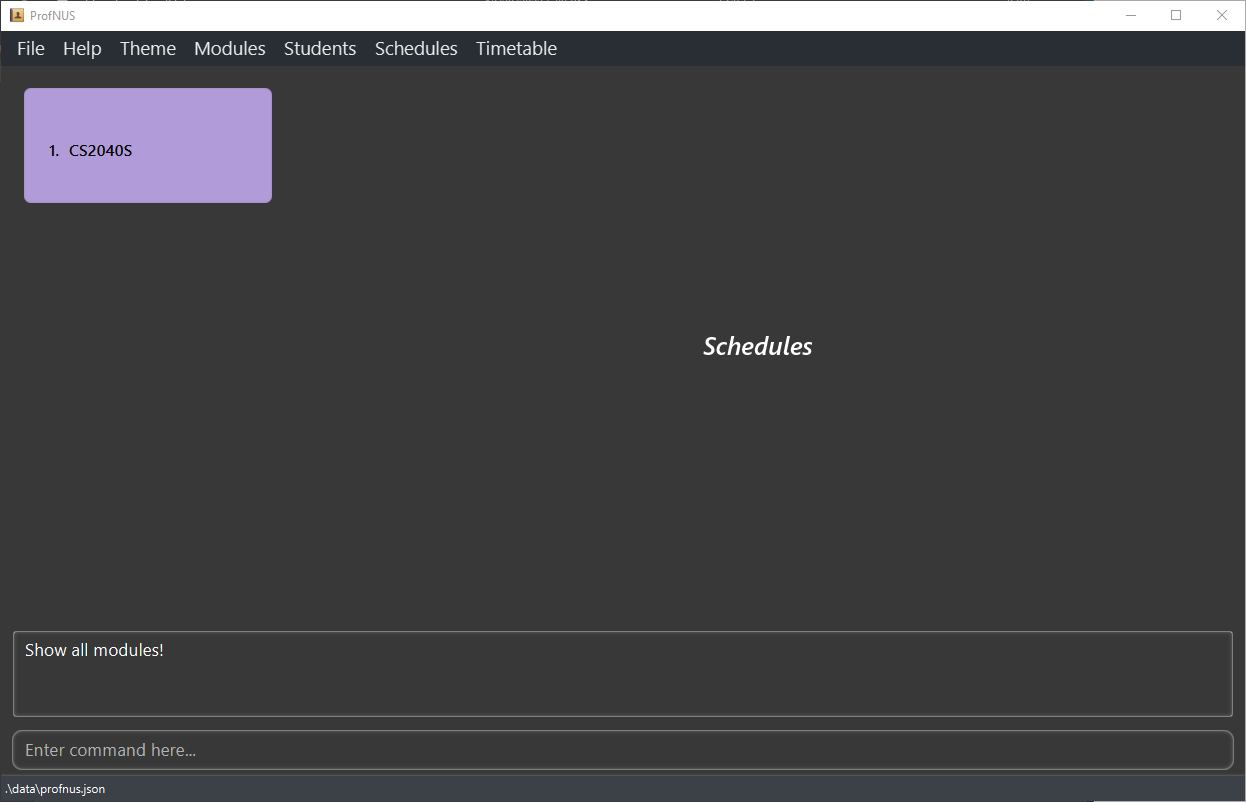 ProfNUS
File Help Theme Modules Students Schedules Timetable
1. CS2040S
Schedules
Show all modules!
Enter command here...
.\data\profnus.json